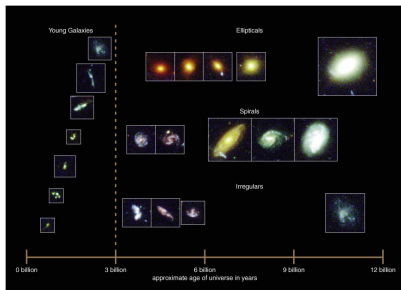 Young Galaxies
Ellipticals
Spirals
Irregulars
0 billion
3 billion
6 billion
9 billion
12 billion
approximate age of universe in years